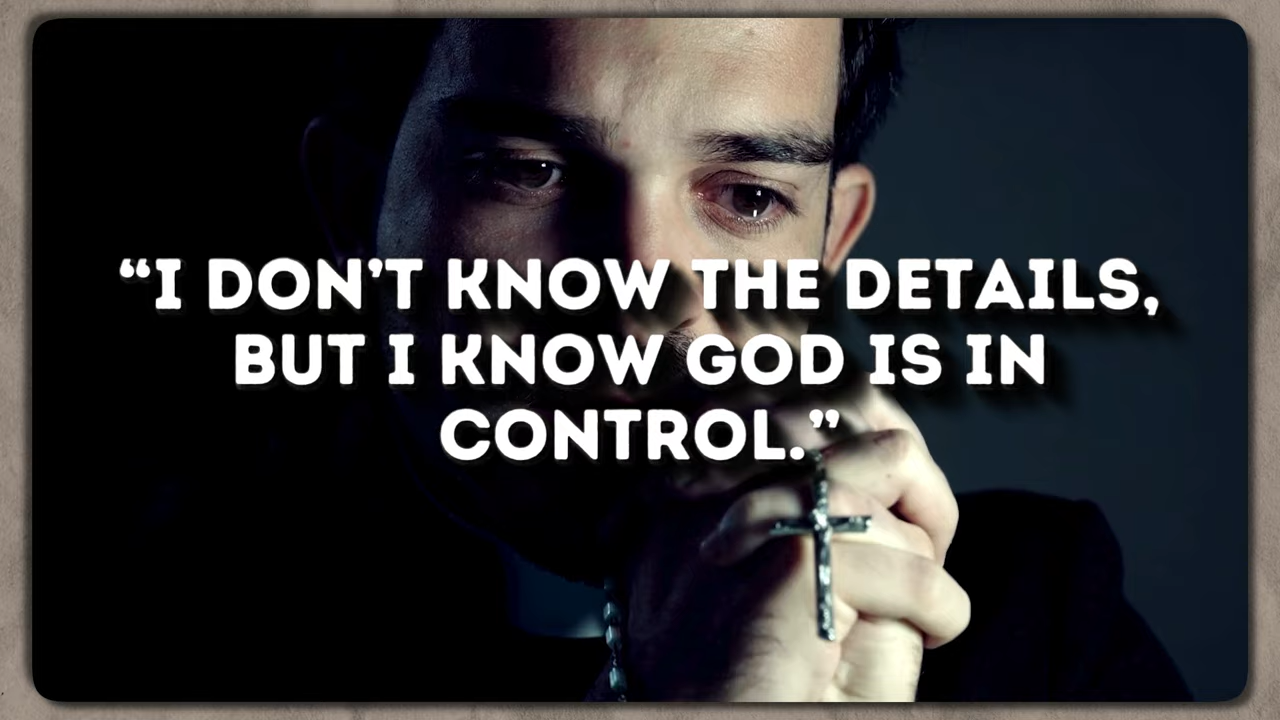 “I DON’T KNOW THE DETAILS,
BUT I KNOW GOD IS IN
CONTROL.”